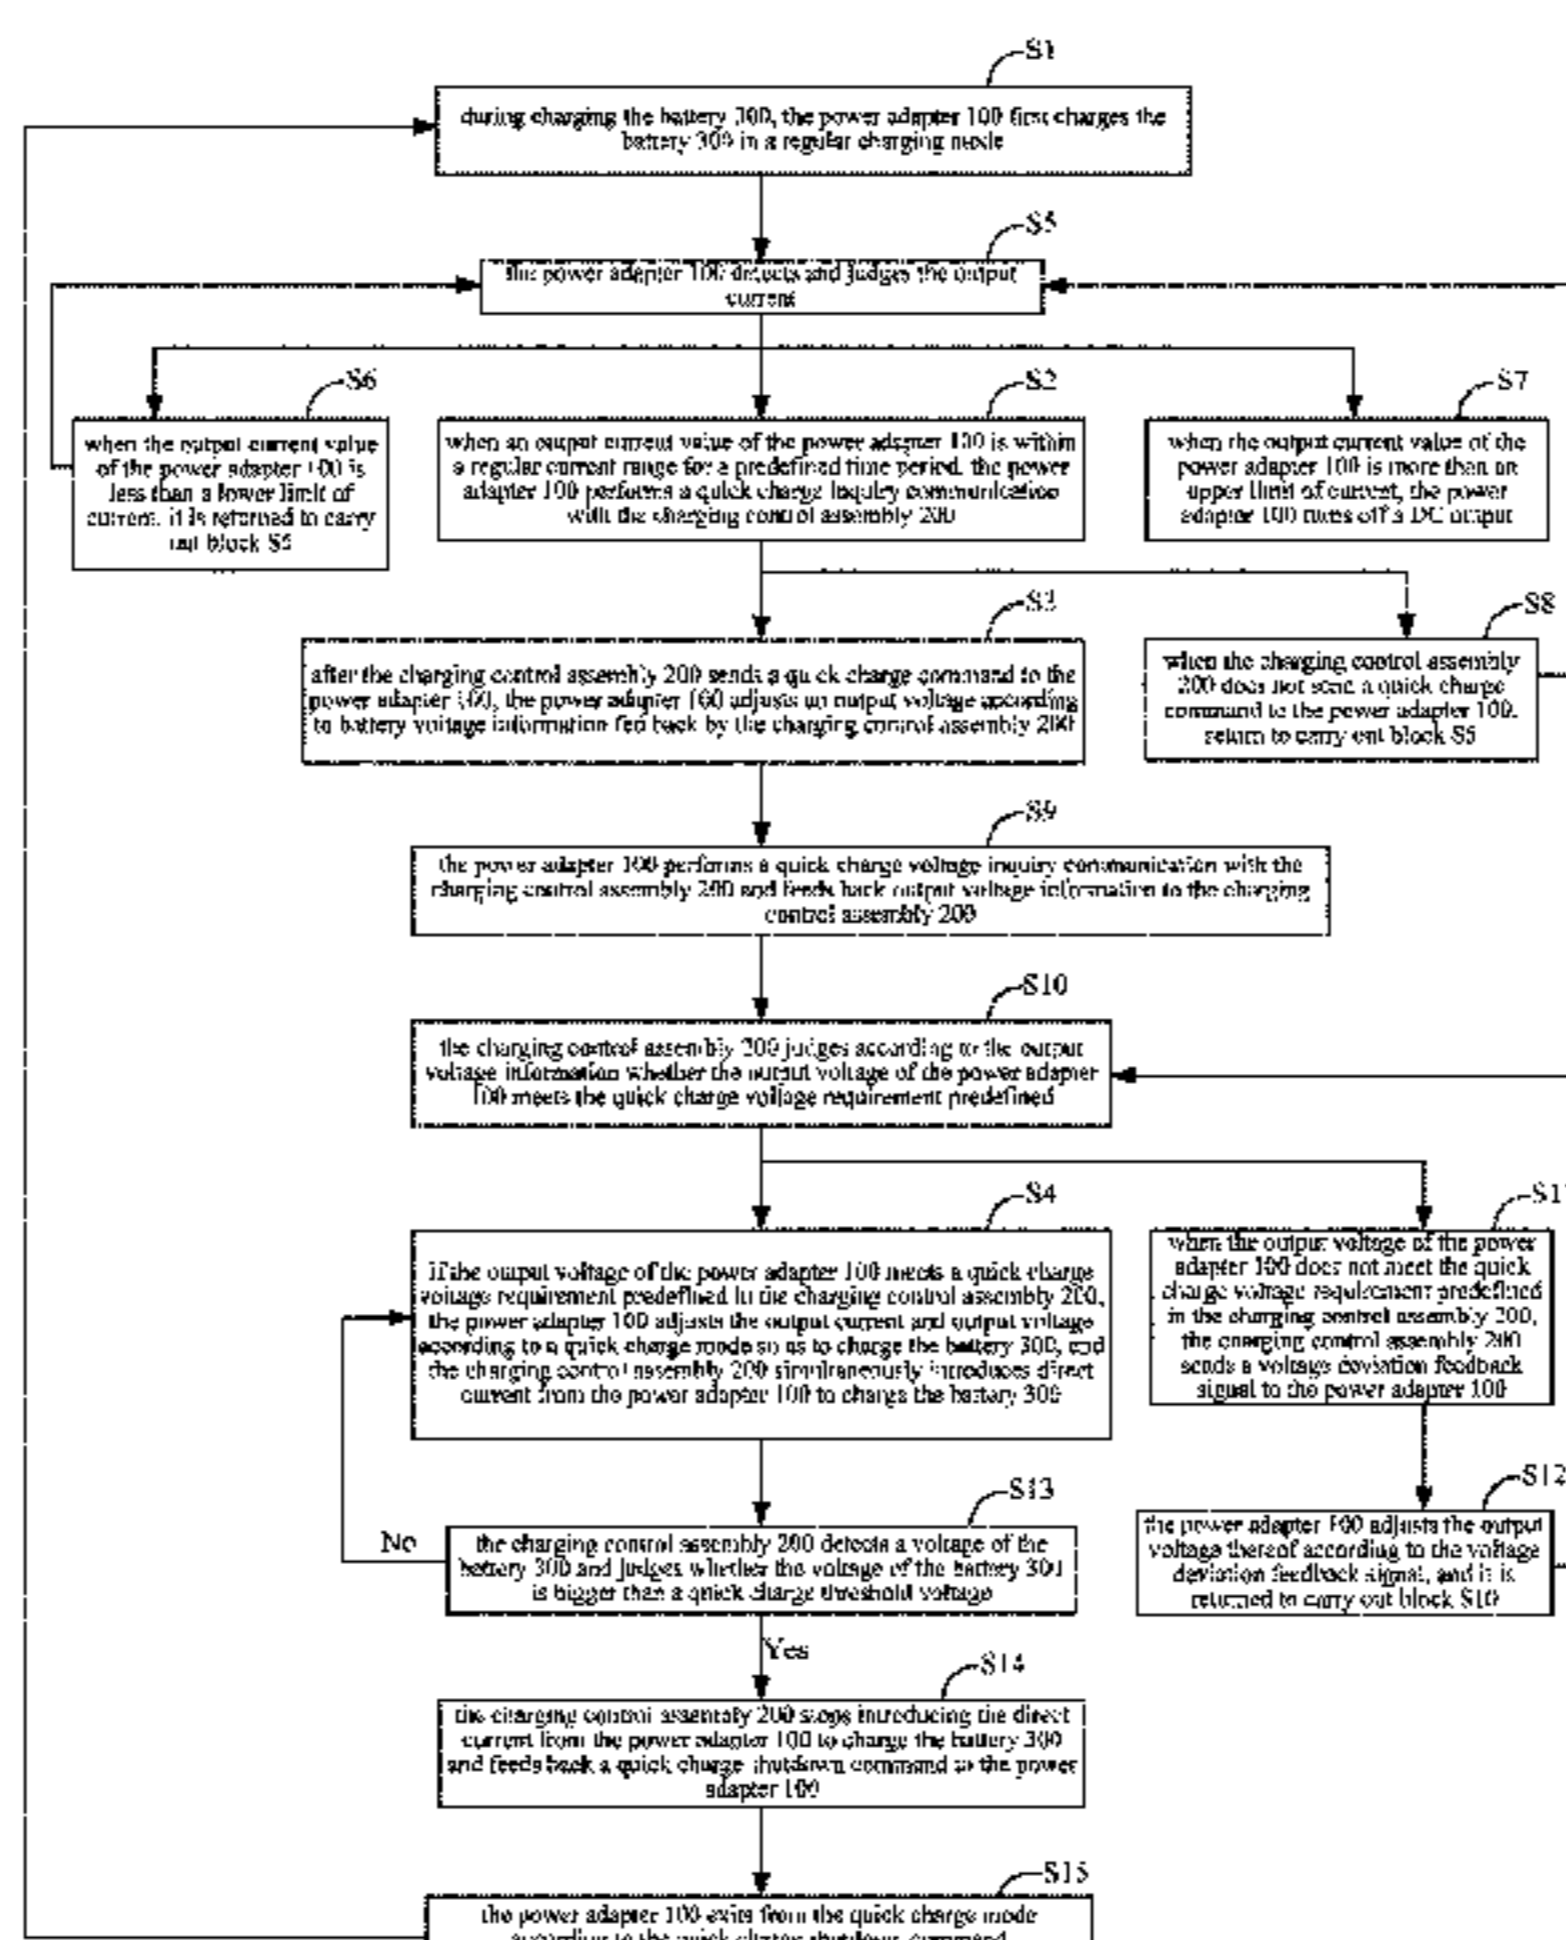 S1
during charging the battery 300, the power adapter 100 first charges the
battery 300 in a regular charging mode
S5
the power adapter 100 detects and judges the output
current
S6
when the output current value
of the power adapter 100 is
less than a lower limit of
current, it is returned to carry
out block S5
S2
when an output current value of the power adapter 100 is within
a regular current range for a predefined time period, the power
adapter 100 performs a quick charge inquiry communication
with the charging control assembly 200
S7
when the output current value of the
power adapter 100 is more than an
upper limit of current, the power
adapter 100 turns off a DC output
S3
after the charging control assembly 200 sends a quick charge command to the
power adapter 100, the power adapter 100 adjusts an output voltage according
to battery voltage information fed back by the charging control assembly 200
S8
when the charging control assembly
200 does not send a quick charge
command to the power adapter 100,
return to carry out block S5
S9
the power adapter 100 performs a quick charge voltage inquiry communication with the
charging control assembly 200 and feeds back output voltage information to the charging
control assembly 200
S10
the charging control assembly 200 judges according to the output
voltage information whether the output voltage of the power adapter
100 meets the quick charge voltage requirement predefined
S4
if the output voltage of the power adapter 100 meets a quick charge
voltage requirement predefined in the charging control assembly 200,
the power adapter 100 adjusts the output current and output voltage
according to a quick charge mode so as to charge the battery 300, and
the charging control assembly 200 simultaneously introduces direct
current from the power adapter 100 to charge the battery 300
S1
when the output voltage of the power
adapter 100 does not meet the quick
charge voltage requirement predefined
in the charging control assembly 200,
the charging control assembly 200
sends a voltage deviation feedback
signal to the power adapter 100
S12
the power adapter 100 adjusts the output
voltage thereof according to the voltage
deviation feedback signal, and it is
returned to carry out block S10
S13
No
the charging control assembly 200 detects a voltage of the
battery 300 and judges whether the voltage of the battery 300
is bigger than a quick charge threshold voltage
Yes
S14
the charging control assembly 200 stops introducing the direct
current from the power adapter 100 to charge the battery 300
and feeds back a quick charge shutdown command to the power
adapter 100
S15
the power adapter 100 exits from the quick charge mode
according to the quick charge shutdown command